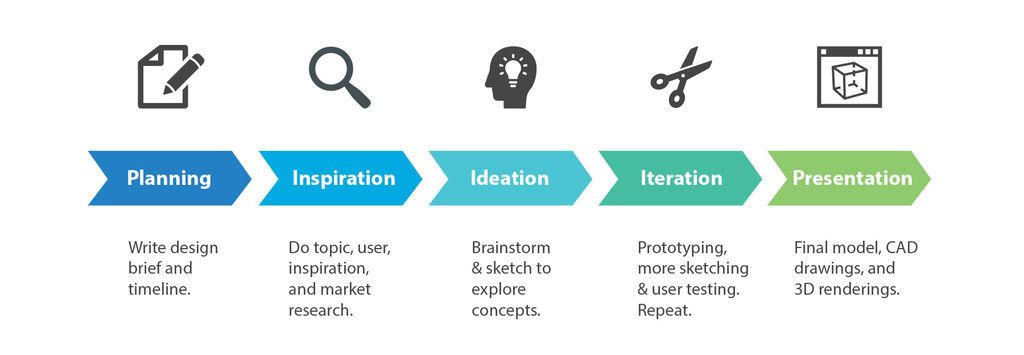 Planning
Inspiration
Ideation
Iteration
Presentation
Write design
brief and
timeline.
Do topic, user,
inspiration,
and market
research.
Brainstorm
& sketch to
explore
concepts.
Prototyping,
more sketching
& user testing.
Repeat.
Final model, CAD
drawings, and
3D renderings.